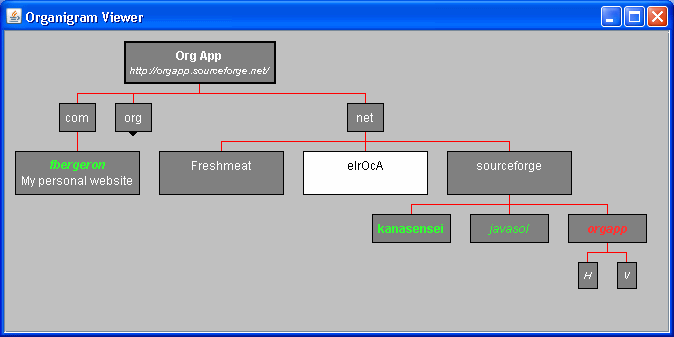 Organigram Viewer
Org App
http://orgapp.sourceforge.net/
com
org
net
fbergeron
My personal website
Freshmeat
elrOcA
sourceforge
kanasensei
javasol
orgapp
H
V